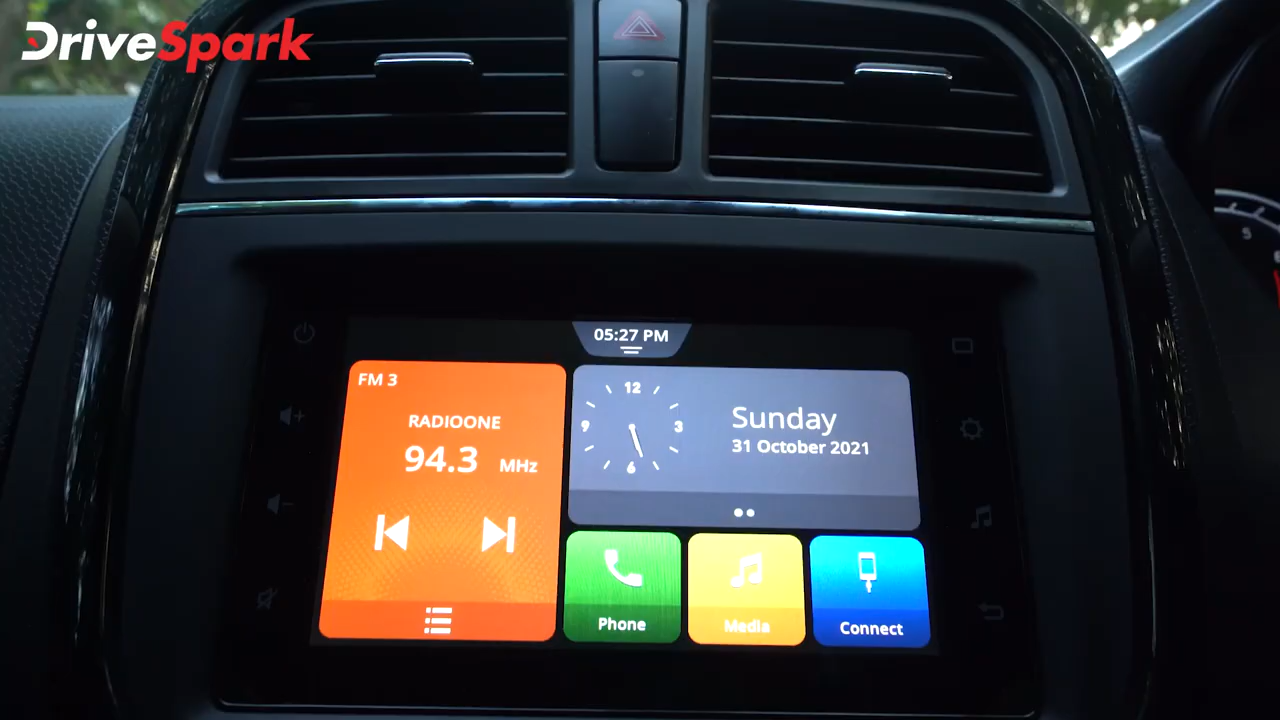 DriveSpark
05:27 PM
FM 3
RADIOONE
94.3 MHz
12
9
3
6
Sunday
31 October 2021
Phone
Media
Connect
5